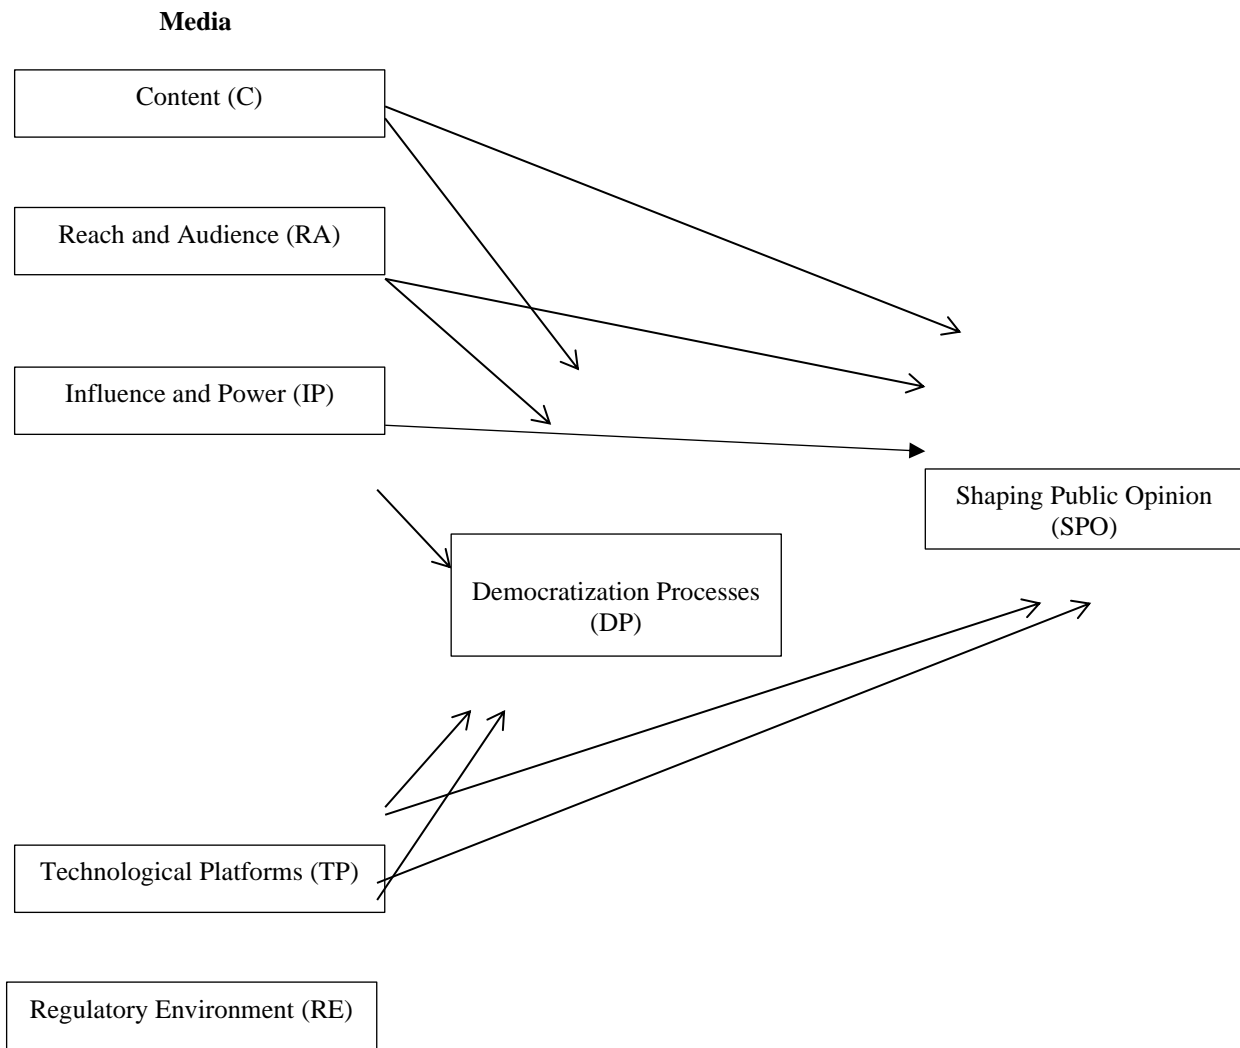 Media
Content (C)
Reach and Audience (RA)
Influence and Power (IP)
Shaping Public Opinion
(SPO)
Democratization Processes
(DP)
Technological Platforms (TP)
Regulatory Environment (RE)